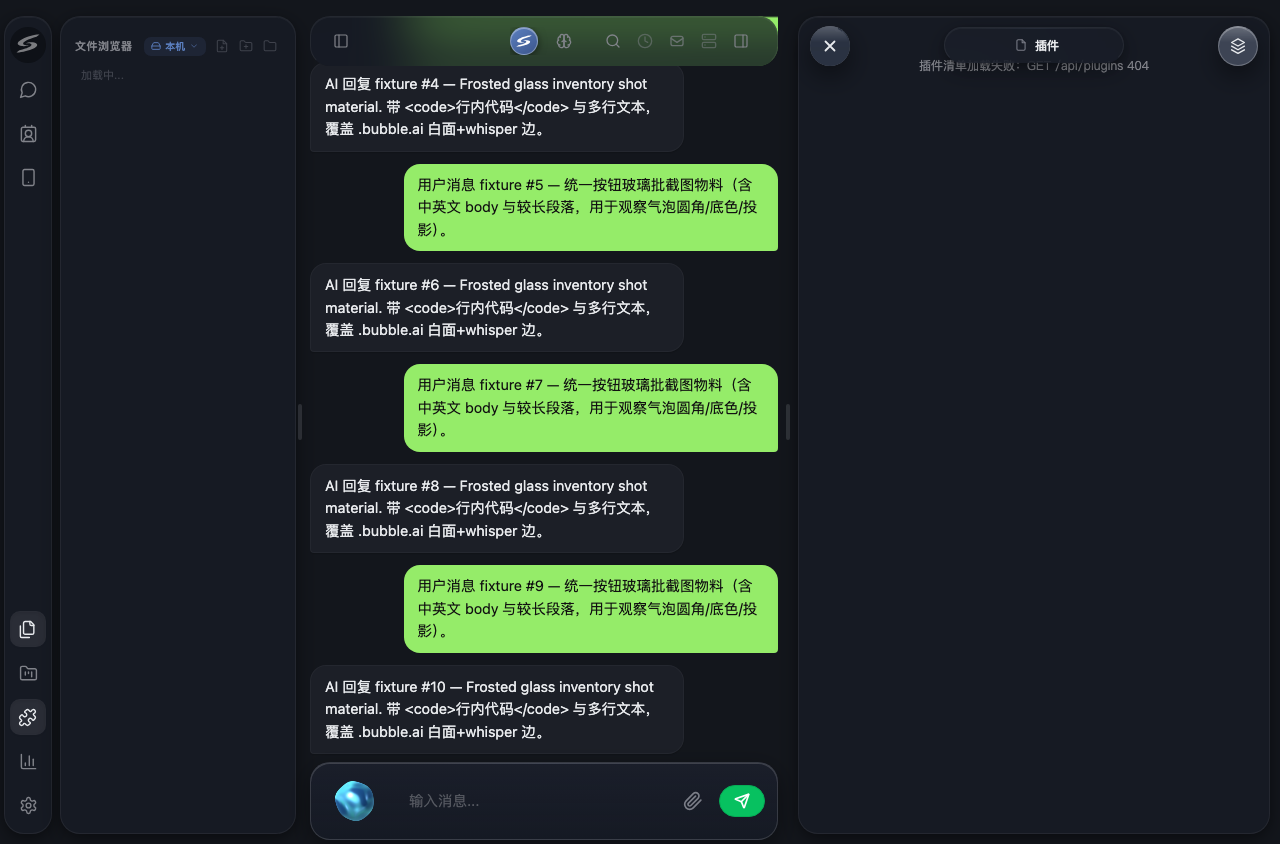 文件浏览器
本机
加载中...
AI 回复 fixture #4 — Frosted glass inventory shot
material. 带 <code>行内代码</code> 与多行文本，
覆盖 .bubble.ai 白面+whisper 边。
用户消息 fixture #5 — 统一按钮玻璃批截图物料（含
中英文 body 与较长段落，用于观察气泡圆角/底色/投
影）。
AI 回复 fixture #6 — Frosted glass inventory shot
material. 带 <code>行内代码</code> 与多行文本，
覆盖 .bubble.ai 白面+whisper 边。
用户消息 fixture #7 — 统一按钮玻璃批截图物料（含
中英文 body 与较长段落，用于观察气泡圆角/底色/投
影）。
AI 回复 fixture #8 — Frosted glass inventory shot
material. 带 <code>行内代码</code> 与多行文本，
覆盖 .bubble.ai 白面+whisper 边。
用户消息 fixture #9 — 统一按钮玻璃批截图物料（含
中英文 body 与较长段落，用于观察气泡圆角/底色/投
影）。
AI 回复 fixture #10 — Frosted glass inventory shot
material. 带 <code>行内代码</code> 与多行文本，
覆盖 .bubble.ai 白面+whisper 边。
输入消息...
插件
插件清单加载失败：GET /api/plugins 404